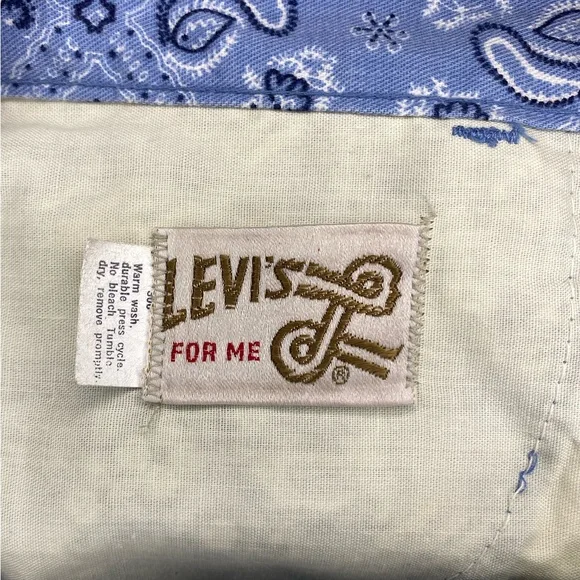 LEVI'S
FOR ME
®
Warm wash,
durable press cycle.
No bleach. Tumble
dry, remove promptly.